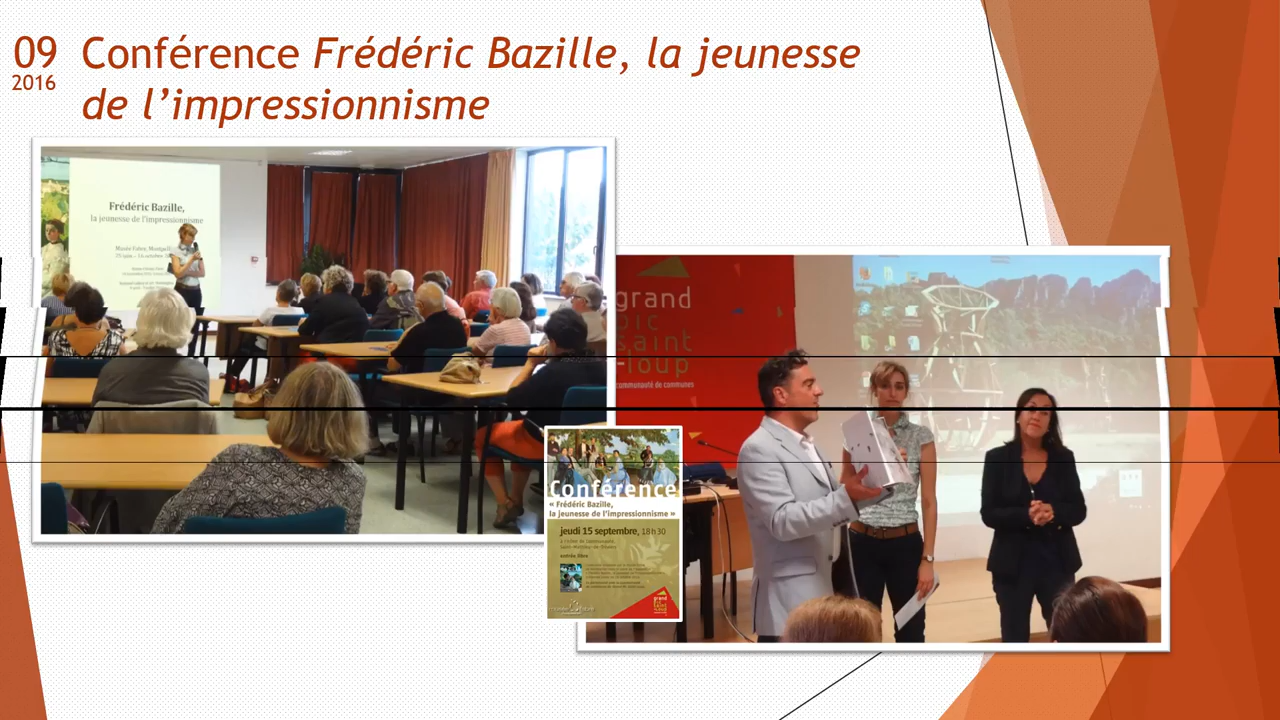 09
2016
Conférence Frédéric Bazille, la jeunesse
de l’impressionnisme
Frédéric Bazille,
la jeunesse de l'impressionnisme
grand
pic
saint
-loup
communauté de communes
Conférence
« Frédéric Bazille,
la jeunesse de l'impressionnisme »
jeudi 15 septembre, 18h30
entrée libre